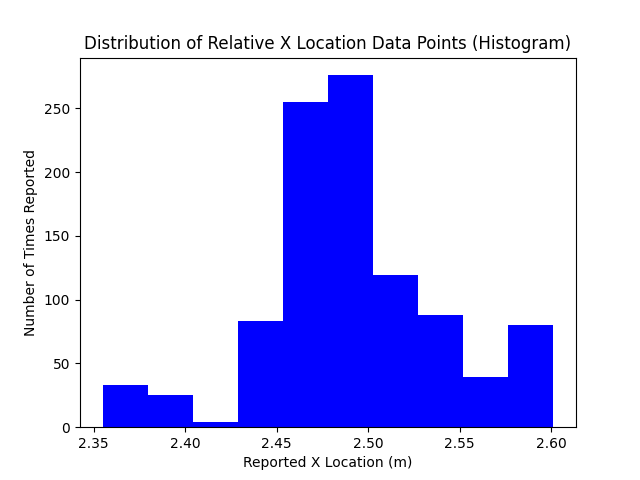 Distribution of Relative X Location Data Points (Histogram)
Number of Times Reported
250
200
150
100
50
0
2.35 2.40 2.45 2.50 2.55 2.60
Reported X Location (m)